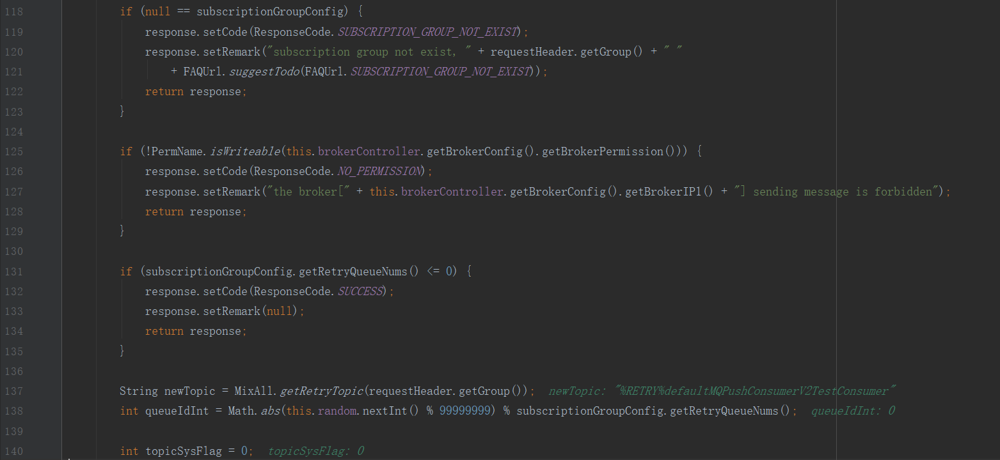 118 if (null == subscriptionGroupConfig) {
119 response.setCode(ResponseCode.SUBSCRIPTION_GROUP_NOT_EXIST);
120 response.setRemark("subscription group not exist, " + requestHeader.getGroup() + " "
121 + FAQUrl.suggestTodo(FAQUrl.SUBSCRIPTION_GROUP_NOT_EXIST));
122 return response;
123 }
124
125 if (!PermName.isWriteable(this.brokerController.getBrokerConfig().getBrokerPermission())) {
126 response.setCode(ResponseCode.NO_PERMISSION);
127 response.setRemark("the broker[" + this.brokerController.getBrokerConfig().getBrokerIP1() + "] sending message is forbidden");
128 return response;
129 }
130
131 if (subscriptionGroupConfig.getRetryQueueNums() <= 0) {
132 response.setCode(ResponseCode.SUCCESS);
133 response.setRemark(null);
134 return response;
135 }
136
137 String newTopic = MixAll.getRetryTopic(requestHeader.getGroup()); newTopic: "%RETRY%defaultMQPushConsumerV2TestConsumer"
138 int queueIdInt = Math.abs(this.random.nextInt() % 99999999) % subscriptionGroupConfig.getRetryQueueNums(); queueIdInt: 0
139
140 int topicSysFlag = 0; topicSysFlag: 0